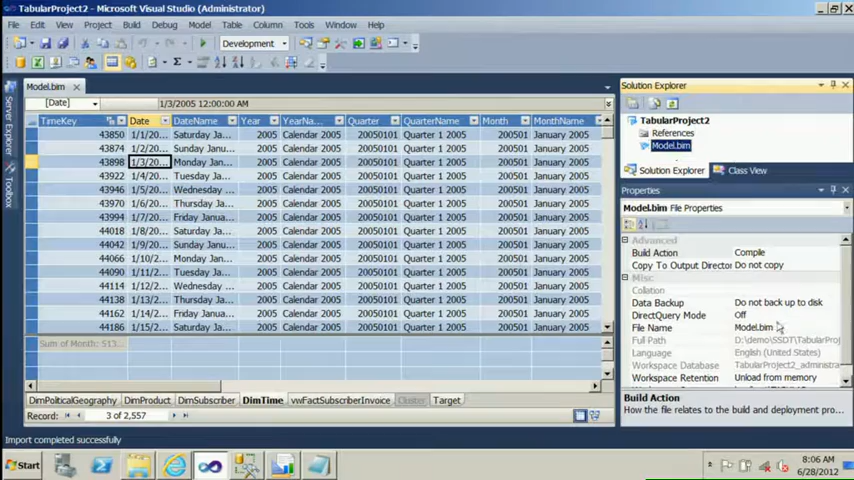 TabularProject2 - Microsoft Visual Studio (Administrator)
File Edit View Project Build Debug Team Data Model Table Column Tools Window Help
Development
Model.bim
[Date] 1/3/2005 12:00:00 AM
TimeKey Date DateName Year YearNa... Quarter QuarterName Month MonthName
43850 1/1/20... Saturday Ja... 2005 Calendar 2005 20050101 Quarter 1 2005 200501 January 2005
43874 1/2/20... Sunday Janu... 2005 Calendar 2005 20050101 Quarter 1 2005 200501 January 2005
43898 1/3/20... Monday Jan... 2005 Calendar 2005 20050101 Quarter 1 2005 200501 January 2005
43922 1/4/20... Tuesday Ja... 2005 Calendar 2005 20050101 Quarter 1 2005 200501 January 2005
43946 1/5/20... Wednesday ... 2005 Calendar 2005 20050101 Quarter 1 2005 200501 January 2005
43970 1/6/20... Thursday Ja... 2005 Calendar 2005 20050101 Quarter 1 2005 200501 January 2005
43994 1/7/20... Friday Janua... 2005 Calendar 2005 20050101 Quarter 1 2005 200501 January 2005
44018 1/8/20... Saturday Ja... 2005 Calendar 2005 20050101 Quarter 1 2005 200501 January 2005
44042 1/9/20... Sunday Janu... 2005 Calendar 2005 20050101 Quarter 1 2005 200501 January 2005
44066 1/10/2... Monday Jan... 2005 Calendar 2005 20050101 Quarter 1 2005 200501 January 2005
44090 1/11/2... Tuesday Ja... 2005 Calendar 2005 20050101 Quarter 1 2005 200501 January 2005
44114 1/12/2... Wednesday ... 2005 Calendar 2005 20050101 Quarter 1 2005 200501 January 2005
44138 1/13/2... Thursday Ja... 2005 Calendar 2005 20050101 Quarter 1 2005 200501 January 2005
44162 1/14/2... Friday Janua... 2005 Calendar 2005 20050101 Quarter 1 2005 200501 January 2005
44186 1/15/2... Saturday Ja... 2005 Calendar 2005 20050101 Quarter 1 2005 200501 January 2005
Sum of Month: 513...
DimPoliticalGeography DimProduct DimSubscriber DimTime vwFactSubscriberInvoice Cluster Target
Record: 3 of 2,557
Import completed successfully
Server Explorer
Toolbox
Solution Explorer
TabularProject2
References
Model.bim
Solution Explorer Class View
Properties
Model.bim File Properties
Advanced
Build Action Compile
Copy To Output Director Do not copy
Misc
Collation
Data Backup Do not back up to disk
DirectQuery Mode Off
File Name Model.bim
Full Path D:\demo\SSDT\TabularProj
Language English (United States)
Workspace Database TabularProject2_administra
Workspace Retention Unload from memory
Build Action
How the file relates to the build and deployment pro...
Start
8:06 AM
6/28/2012